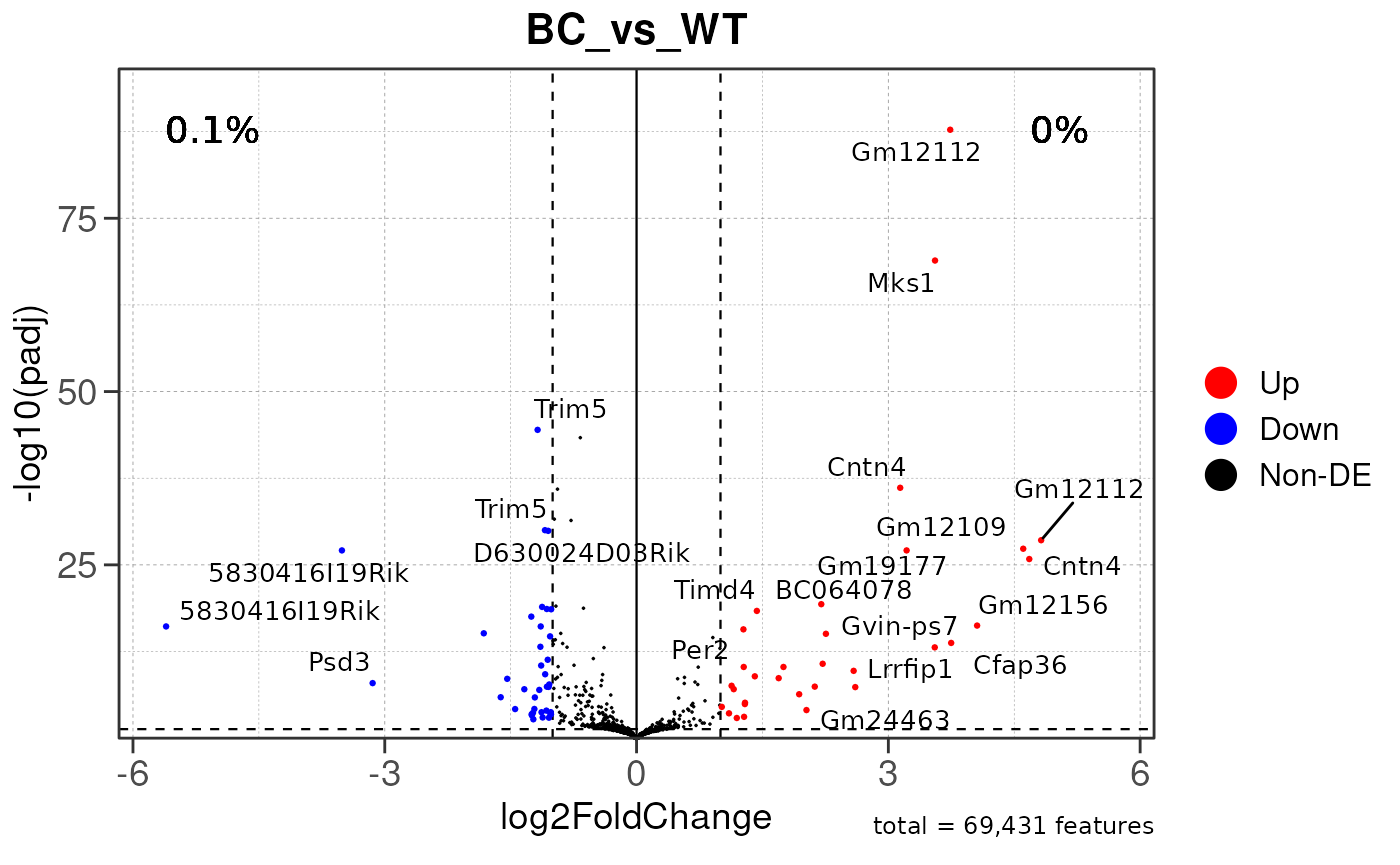 BC_vs_WT
0.1%
0%
Gm12112
75
Mks1
50
Trim5
Cntn4
Gm12112
Trim5
Gm12109
D630024D03Rik
25
5830416I19Rik
Gm19177
Cntn4
Timd4
BC064078
5830416I19Rik
Gm12156
Gvin-ps7
Per2
Psd3
Lrrfip1
Cfap36
Gm24463
-6
-3
0
3
6
-log10(padj)
log2FoldChange
total = 69,431 features
Up
Down
Non-DE